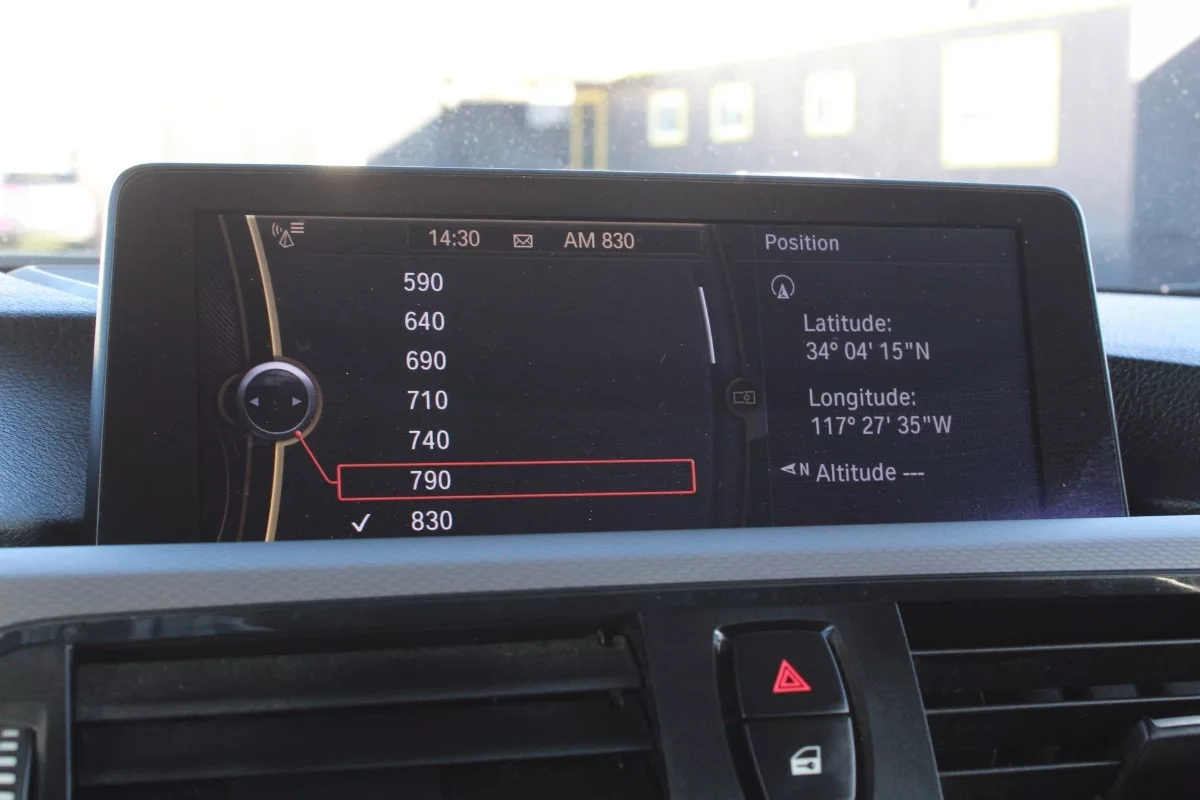 14:30 AM 830
590
640
690
710
740
790
✓ 830
Position
Latitude:
34° 04' 15"N
Longitude:
117° 27' 35"W
N Altitude ---